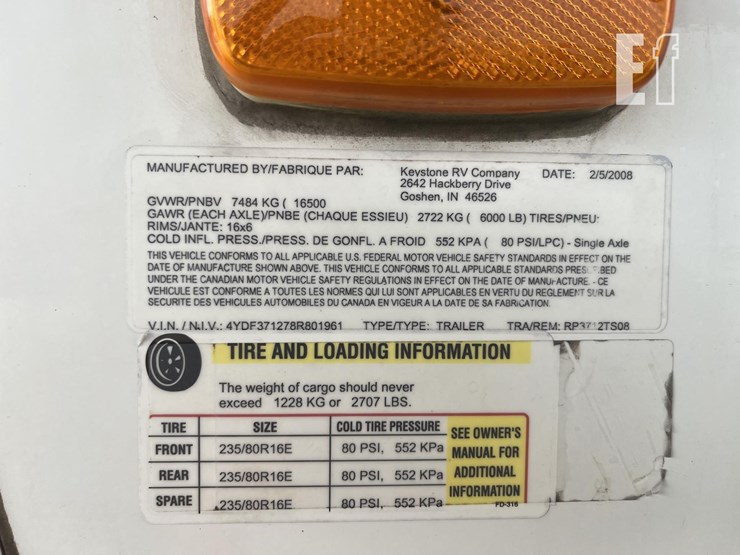 Ef
MANUFACTURED BY/FABRIQUE PAR: Keystone RV Company DATE: 2/5/2008
2642 Hackberry Drive
Goshen, IN 46526
GVWR/PNBV 7484 KG ( 16500
GAWR (EACH AXLE)/PNBE (CHAQUE ESSIEU) 2722 KG ( 6000 LB) TIRES/PNEU:
RIMS/JANTE: 16x6
COLD INFL. PRESS./PRESS. DE GONFL. A FROID 552 KPA ( 80 PSI/LPC) - Single Axle
THIS VEHICLE CONFORMS TO ALL APPLICABLE U.S. FEDERAL MOTOR VEHICLE SAFETY STANDARDS IN EFFECT ON THE
DATE OF MANUFACTURE SHOWN ABOVE. THIS VEHICLE CONFORMS TO ALL APPLICABLE STANDARDS PRESCRIBED
UNDER THE CANADIAN MOTOR VEHICLE SAFETY REGULATIONS IN EFFECT ON THE DATE OF MANUFACTURE. - CE
VEHICULE EST CONFORME A TOUTES LES NORMES QUI LUI SONT APPLICABLES EN VERTU DU REGLEMENT SUR LA
SECURITE DES VEHICULES AUTOMOBILES DU CANADA EN VIGEUR A LA DATE DE SA FABRICATION.
V.I.N. / N.I.V.: 4YDF371278R801961 TYPE/TYPE: TRAILER TRA/REM: RP3712TS08
TIRE AND LOADING INFORMATION
The weight of cargo should never
exceed 1228 KG or 2707 LBS.
TIRE SIZE COLD TIRE PRESSURE
FRONT 235/80R16E 80 PSI, 552 KPa
REAR 235/80R16E 80 PSI, 552 KPa
SPARE 235/80R16E 80 PSI, 552 KPa
SEE OWNER'S
MANUAL FOR
ADDITIONAL
INFORMATION
FD-316